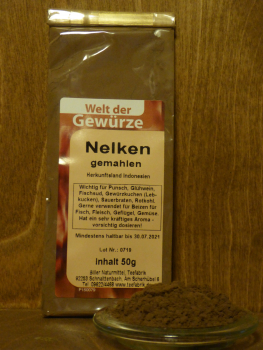 Welt der
Gewürze
Nelken
gemahlen
Herkunftsland Indonesien
Wichtig für Punsch, Glühwein,
Fischsud, Gewürzkuchen (Leb-
kuchen), Sauerbraten, Rotkohl.
Gerne verwendet für Beizen für
Fisch, Fleisch, Geflügel, Gemüse
Hat ein sehr kräftiges Aroma -
vorsichtig dosieren!
Mindestens haltbar bis 30.07.2021
Lot Nr.: 0718
Inhalt 50g
Naturmittel, Teefabrik